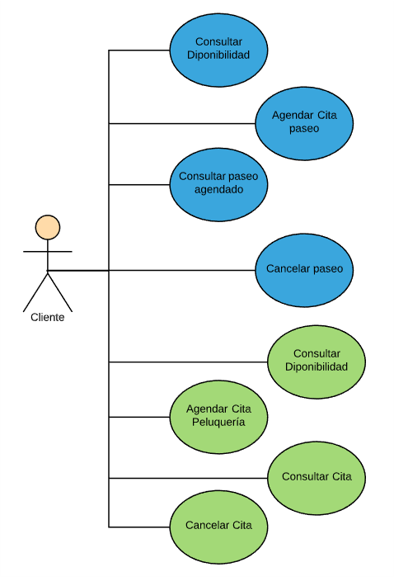 Consultar
Diponibilidad
Agendar Cita
paseo
Consultar paseo
agendado
Cancelar paseo
Cliente
Consultar
Diponibilidad
Agendar Cita
Peluquería
Consultar Cita
Cancelar Cita